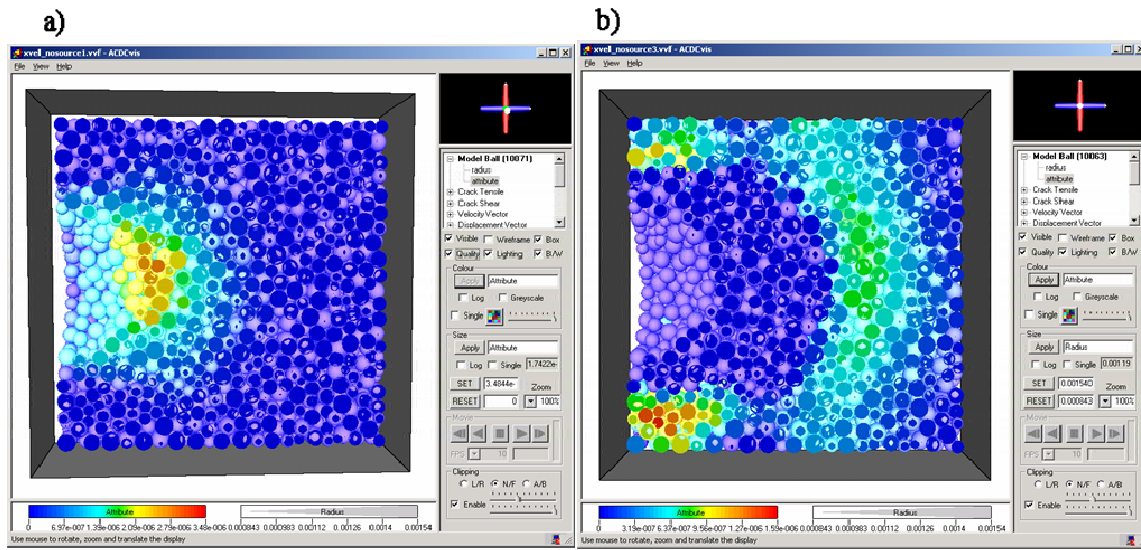 a)
xvell_nosource1.vvf - ACDCvis
File View Help
Model Ball (10071)
radius
attribute
Crack Tensile
Crack Shear
Velocity Vector
Displacement Vector
Visible Wireframe Box
Quality Lighting B/W
Colour
Apply Attribute
Log Greyscale
Single
Size
Apply Attribute
Log Single 1.7422e-
SET 3.4844e- Zoom
RESET 0 100%
Movie
FPS 10
Clipping
L/R N/F A/B
Enable
Attribute Radius
0 6.97e-007 1.39e-006 2.09e-006 2.79e-006 3.48e-006 0.000843 0.000983 0.00112 0.00126 0.0014 0.00154
Use mouse to rotate, zoom and translate the display
b)
xvell_nosource3.vvf - ACDCvis
File View Help
Model Ball (10063)
radius
attribute
Crack Tensile
Crack Shear
Velocity Vector
Displacement Vector
Visible Wireframe Box
Quality Lighting B/W
Colour
Apply Attribute
Log Greyscale
Single
Size
Apply Radius
Log Single 0.00119
SET 0.001540 Zoom
RESET 0.000843 100%
Movie
FPS 10
Clipping
L/R N/F A/B
Enable
Attribute Radius
0 3.19e-007 6.37e-007 9.56e-007 1.27e-006 1.59e-006 0.000843 0.000983 0.00112 0.00126 0.0014 0.00154
Use mouse to rotate, zoom and translate the display